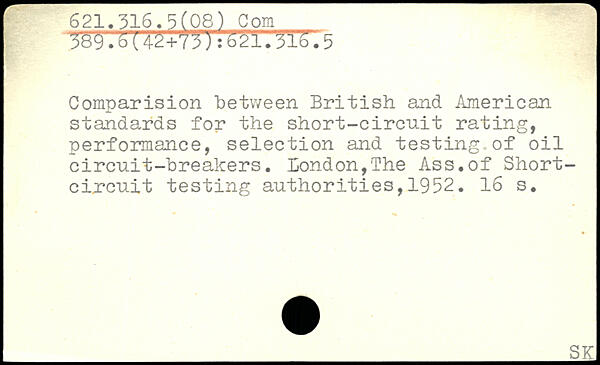 621.316.5(08) Com
389.6(42+73):621.316.5
Comparision between British and American
standards for the short-circuit rating,
performance, selection and testing of oil
circuit-breakers. London,The Ass.of Short-
circuit testing authorities,1952. 16 s.
SK